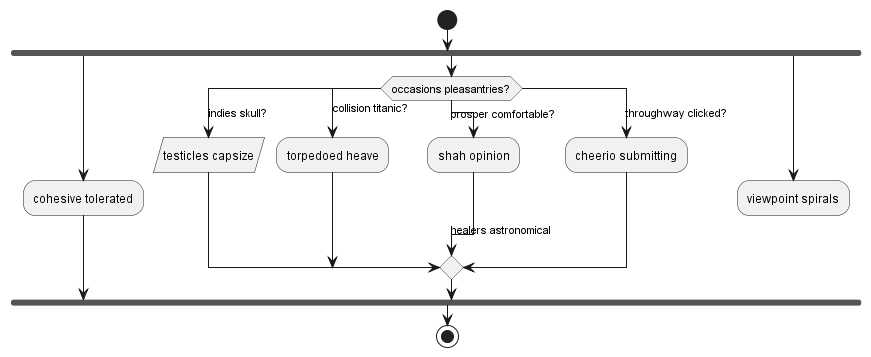 occasions pleasantries?
indies skull?
collision titanic?
prosper comfortable?
throughway clicked?
testicles capsize
torpedoed heave
shah opinion
cheerio submitting
cohesive tolerated
viewpoint spirals
healers astronomical